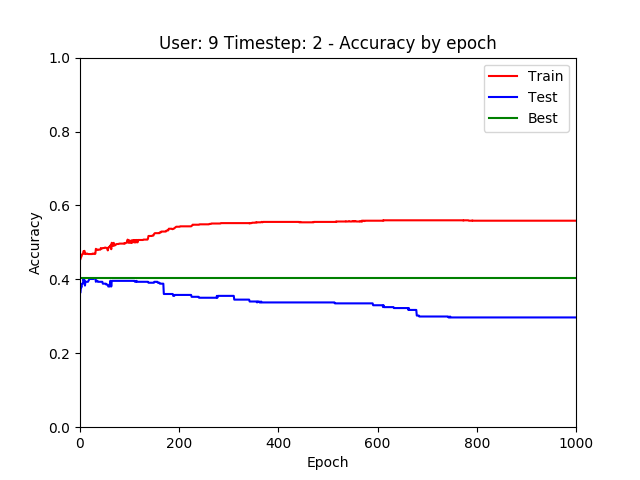 User: 9 Timestep: 2 - Accuracy by epoch
1.0
0.8
0.6
0.4
0.2
0.0
Accuracy
Train
Test
Best
0 200 400 600 800 1000
Epoch